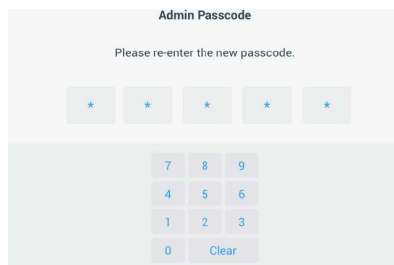 Admin Passcode
Please re-enter the new passcode.
* * * * *
7 8 9
4 5 6
1 2 3
0 Clear